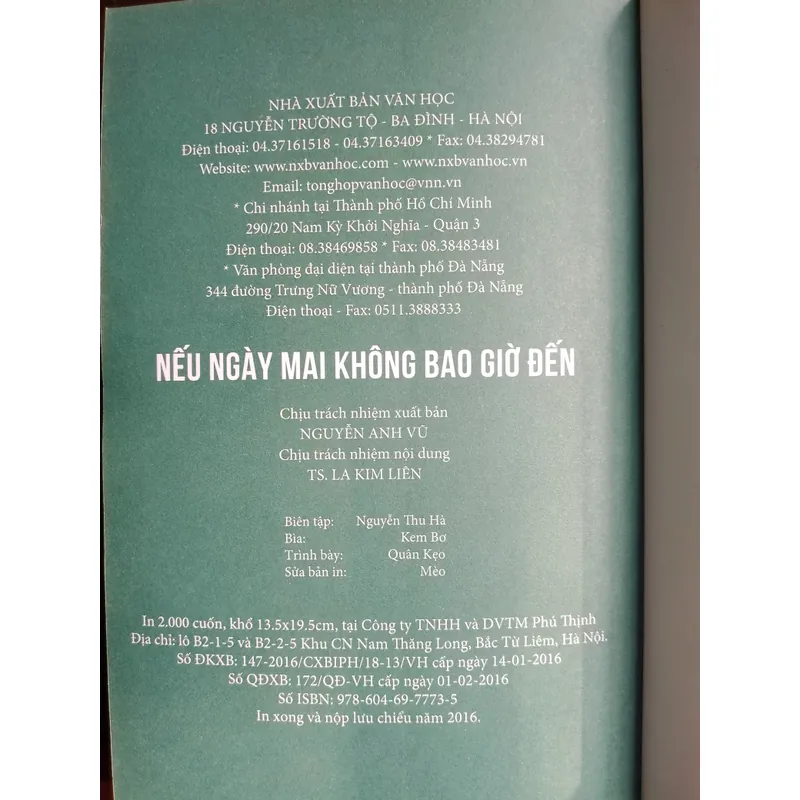 NHÀ XUẤT BẢN VĂN HỌC
18 NGUYỄN TRƯỜNG TỘ - BA ĐÌNH - HÀ NỘI
Điện thoại: 04.37161518 - 04.37163409 * Fax: 04.38294781
Website: www.nxbvanhoc.com - www.nxbvanhoc.vn
Email: tonghopvanhoc@vnn.vn
* Chi nhánh tại Thành phố Hồ Chí Minh
290/20 Nam Kỳ Khởi Nghĩa - Quận 3
Điện thoại: 08.38469858 * Fax: 08.38483481
* Văn phòng đại diện tại thành phố Đà Nẵng
344 đường Trưng Nữ Vương - thành phố Đà Nẵng
Điện thoại - Fax: 0511.3888333
NẾU NGÀY MAI KHÔNG BAO GIỜ ĐẾN
Chịu trách nhiệm xuất bản
NGUYỄN ANH VŨ
Chịu trách nhiệm nội dung
TS. LA KIM LIÊN
Biên tập: Nguyễn Thu Hà
Bìa: Kem Bơ
Trình bày: Quân Kẹo
Sửa bản in: Mèo
In 2.000 cuốn, khổ 13.5x19.5cm, tại Công ty TNHH và DVTM Phú Thịnh
Địa chỉ: lô B2-1-5 và B2-2-5 Khu CN Nam Thăng Long, Bắc Từ Liêm, Hà Nội.
Số ĐKXB: 147-2016/CXBIPH/18-13/VH cấp ngày 14-01-2016
Số QĐXB: 172/QĐ-VH cấp ngày 01-02-2016
Số ISBN: 978-604-69-7773-5
In xong và nộp lưu chiểu năm 2016.